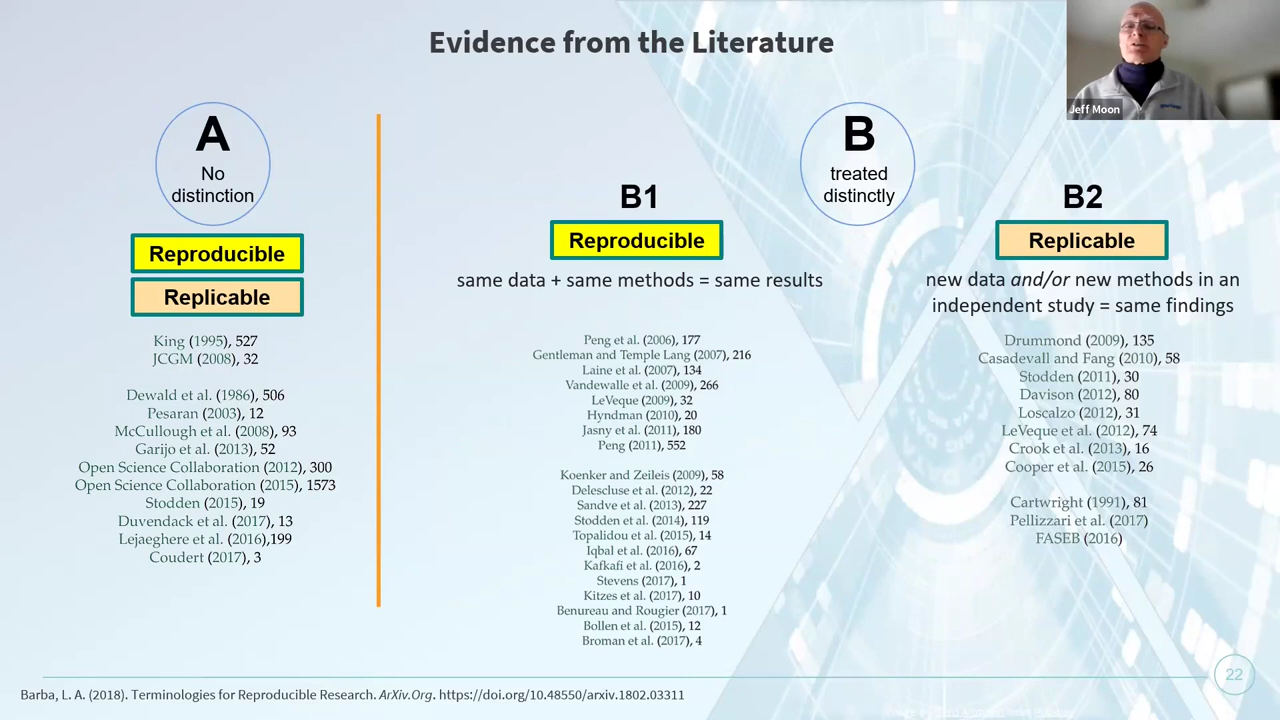 Evidence from the Literature
Jeff Moon
A
No
distinction
Reproducible
Replicable
King (1995), 527
JCGM (2008), 32
Dewald et al. (1986), 506
Pesaran (2003), 12
McCullough et al. (2008), 93
Garijo et al. (2013), 52
Open Science Collaboration (2012), 300
Open Science Collaboration (2015), 1573
Stodden (2015), 19
Duvendack et al. (2017), 13
Lejaeghere et al. (2016),199
Coudert (2017), 3
B
treated
distinctly
B1
Reproducible
same data + same methods = same results
Peng et al. (2006), 177
Gentleman and Temple Lang (2007), 216
Laine et al. (2007), 134
Vandewalle et al. (2009), 266
LeVeque (2009), 32
Hyndman (2010), 20
Jasny et al. (2011), 180
Peng (2011), 552
Koenker and Zeileis (2009), 58
Delescluse et al. (2012), 22
Sandve et al. (2013), 227
Stodden et al. (2014), 119
Topalidou et al. (2015), 14
Iqbal et al. (2016), 67
Kafkafi et al. (2016), 2
Stevens (2017), 1
Kitzes et al. (2017), 10
Benureau and Rougier (2017), 1
Bollen et al. (2015), 12
Broman et al. (2017), 4
B2
Replicable
new data and/or new methods in an
independent study = same findings
Drummond (2009), 135
Casadevall and Fang (2010), 58
Stodden (2011), 30
Davison (2012), 80
Loscalzo (2012), 31
LeVeque et al. (2012), 74
Crook et al. (2013), 16
Cooper et al. (2015), 26
Cartwright (1991), 81
Pellizzari et al. (2017)
FASEB (2016)
22
Barba, L. A. (2018). Terminologies for Reproducible Research. ArXiv.Org. https://doi.org/10.48550/arxiv.1802.03311